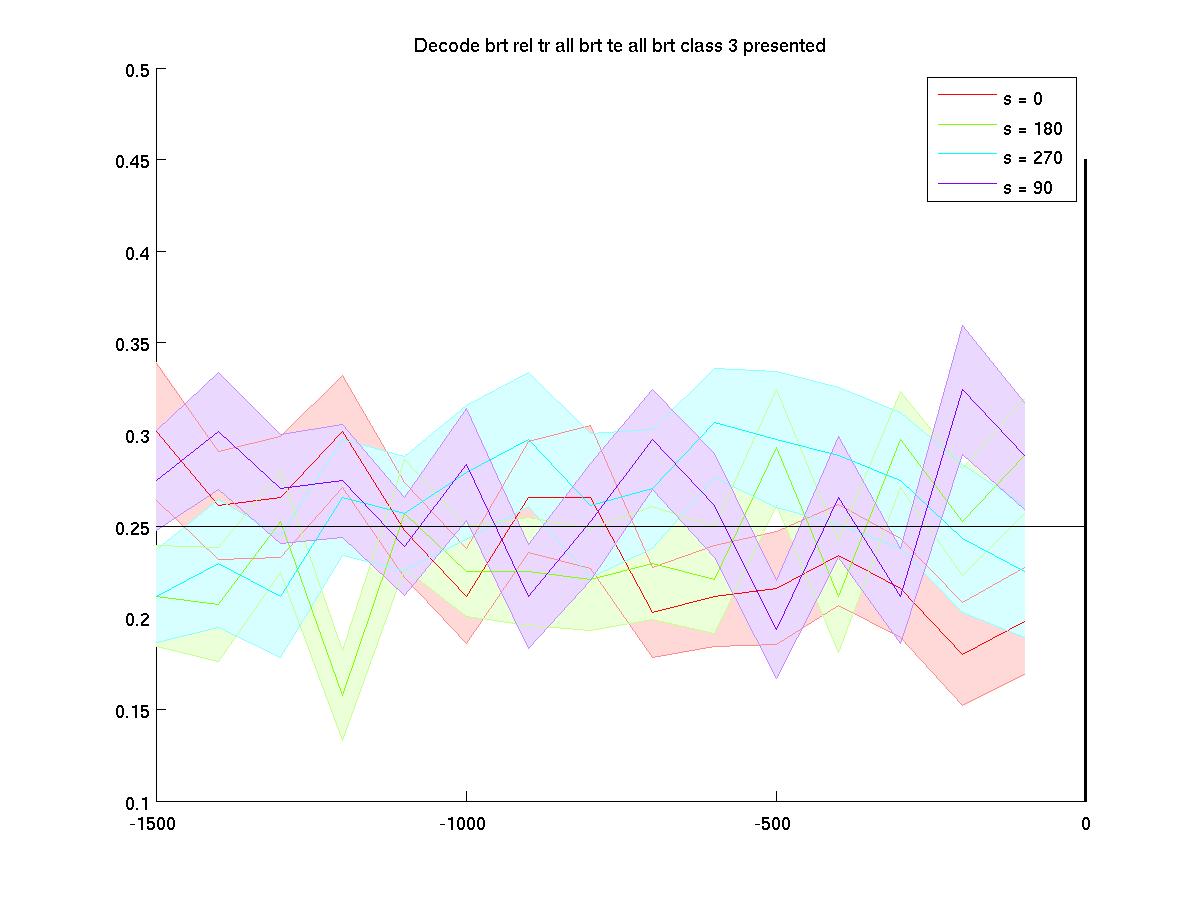 Decode brt rel tr all brt te all brt class 3 presented
0.5
0.45
0.4
0.35
0.3
0.25
0.2
0.15
0.1
s = 0
s = 180
s = 270
s = 90
-1500
-1000
-500
0